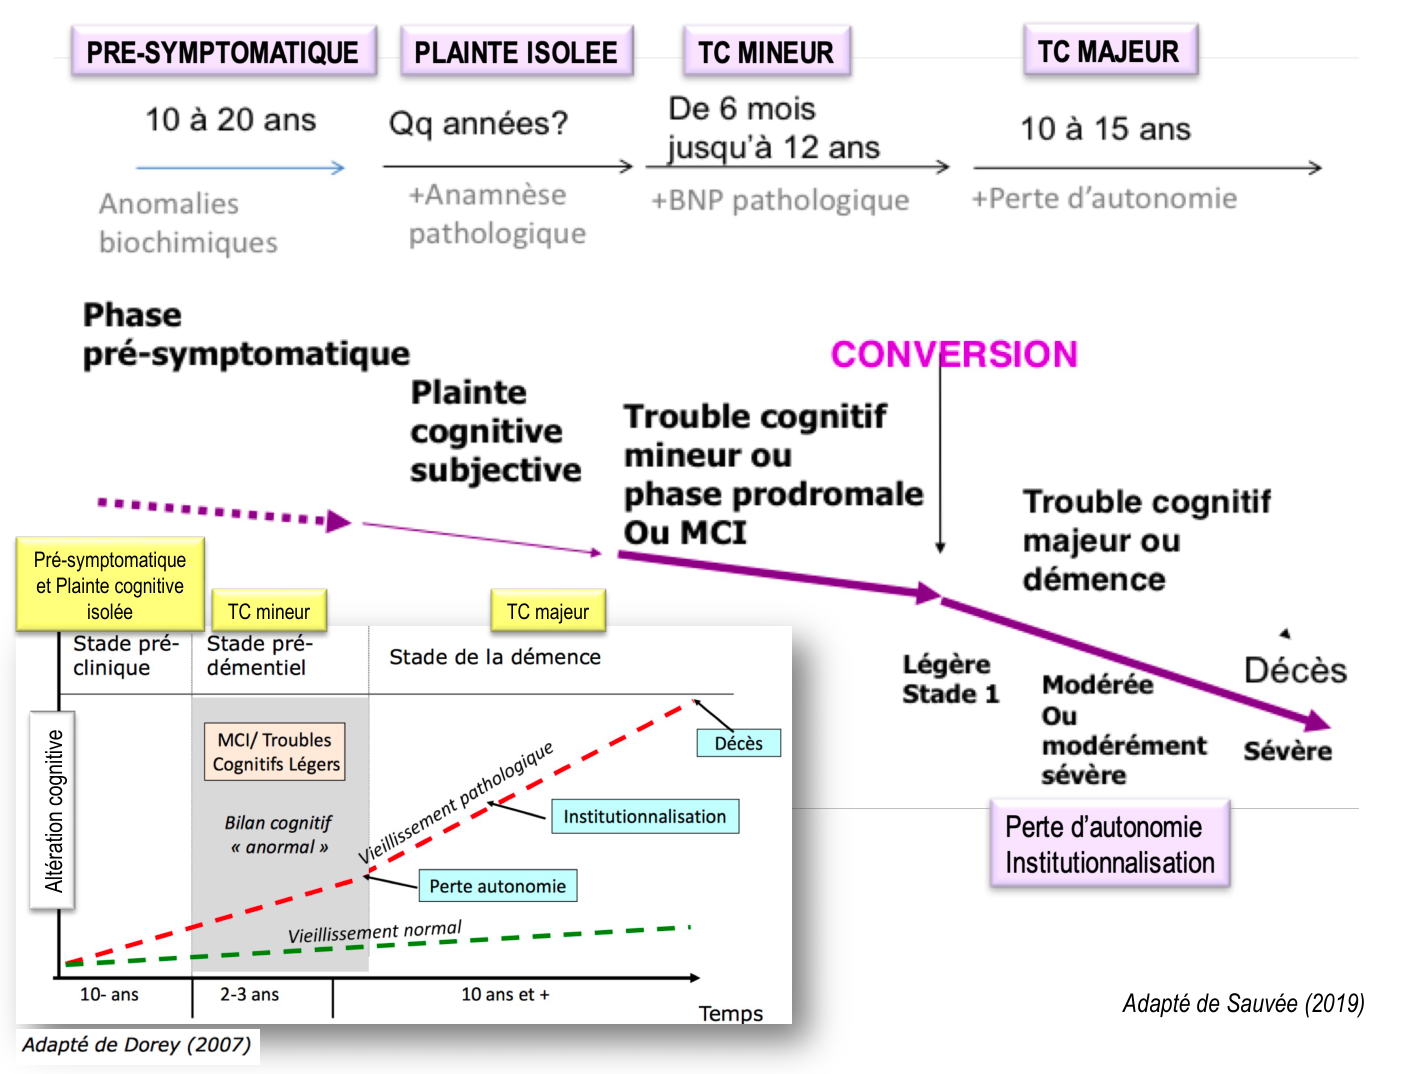 PRE-SYMPTOMATIQUE
PLAINTE ISOLEE
TC MINEUR
TC MAJEUR
10 à 20 ans
Qq années?
De 6 mois
jusqu'à 12 ans
10 à 15 ans
Anomalies
biochimiques
+Anamnèse
pathologique
+BNP pathologique
+Perte d'autonomie
Phase
pré-symptomatique
Plainte
cognitive
subjective
Trouble cognitif
mineur ou
phase prodromale
Ou MCI
CONVERSION
Trouble cognitif
majeur ou
démence
Légère
Stade 1
Modérée
Ou
modérément
sévère
Décès
Sévère
Perte d'autonomie
Institutionnalisation
Adapté de Sauvée (2019)
Pré-symptomatique
et Plainte cognitive
isolée
TC mineur
TC majeur
Stade pré-
clinique
Stade pré-
démentiel
Stade de la démence
Altération cognitive
MCI/ Troubles
Cognitifs Légers
Bilan cognitif
« anormal »
Vieillissement pathologique
Décès
Institutionnalisation
Perte autonomie
Vieillissement normal
10- ans
2-3 ans
10 ans et +
Temps
Adapté de Dorey (2007)